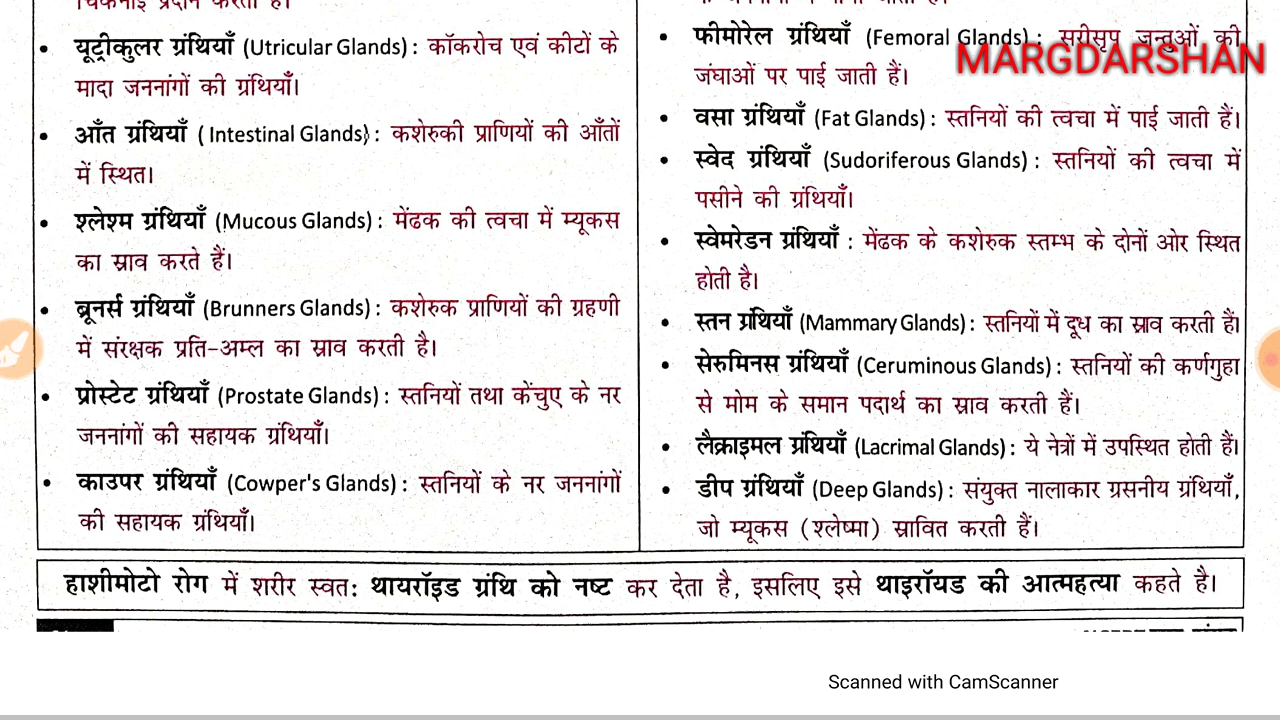 चिकनाई प्रदान करती है।
यूट्रीकुलर ग्रंथियाँ (Utricular Glands) : कॉकरोच एवं कीटों के
मादा जननांगों की ग्रंथियाँ।
आँत ग्रंथियाँ ( Intestinal Glands) : कशेरुकी प्राणियों की आँतों
में स्थित।
श्लेश्म ग्रंथियाँ (Mucous Glands) : मेंढक की त्वचा में म्यूकस
का स्राव करते हैं।
ब्रूनर्स ग्रंथियाँ (Brunners Glands) : कशेरुक प्राणियों की ग्रहणी
में संरक्षक प्रति-अम्ल का स्राव करती है।
प्रोस्टेट ग्रंथियाँ (Prostate Glands) : स्तनियों तथा केंचुए के नर
जननांगों की सहायक ग्रंथियाँ।
काउपर ग्रंथियाँ (Cowper's Glands) : स्तनियों के नर जननांगों
की सहायक ग्रंथियाँ।
फीमोरेल ग्रंथियाँ (Femoral Glands) : सरीसृप जन्तुओं की
MARGDARSHAN
जंघाओं पर पाई जाती हैं।
वसा ग्रंथियाँ (Fat Glands) : स्तनियों की त्वचा में पाई जाती हैं।
स्वेद ग्रंथियाँ (Sudoriferous Glands) : स्तनियों की त्वचा में
पसीने की ग्रंथियाँ।
स्वेमरेडन ग्रंथियाँ : मेंढक के कशेरुक स्तम्भ के दोनों ओर स्थित
होती है।
स्तन ग्रंथियाँ (Mammary Glands) : स्तनियों में दूध का स्राव करती हैं।
सेरुमिनस ग्रंथियाँ (Ceruminous Glands) : स्तनियों की कर्णगुहा
से मोम के समान पदार्थ का स्राव करती हैं।
लैक्राइमल ग्रंथियाँ (Lacrimal Glands) : ये नेत्रों में उपस्थित होती हैं।
डीप ग्रंथियाँ (Deep Glands) : संयुक्त नालाकार ग्रसनीय ग्रंथियाँ,
जो म्यूकस (श्लेष्मा) स्रावित करती हैं।
हाशीमोटो रोग में शरीर स्वत: थायरॉइड ग्रंथि को नष्ट कर देता है, इसलिए इसे थाइरॉयड की आत्महत्या कहते है।
Scanned with CamScanner